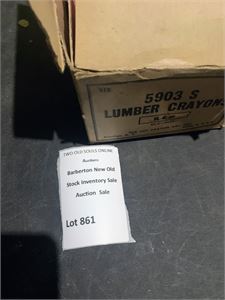 5903 S
LUMBER CRAYONS
TWO OLD SOULS ONLINE
Auctions
Barberton New Old
Stock Inventory Sale
Auction Sale
Lot 861